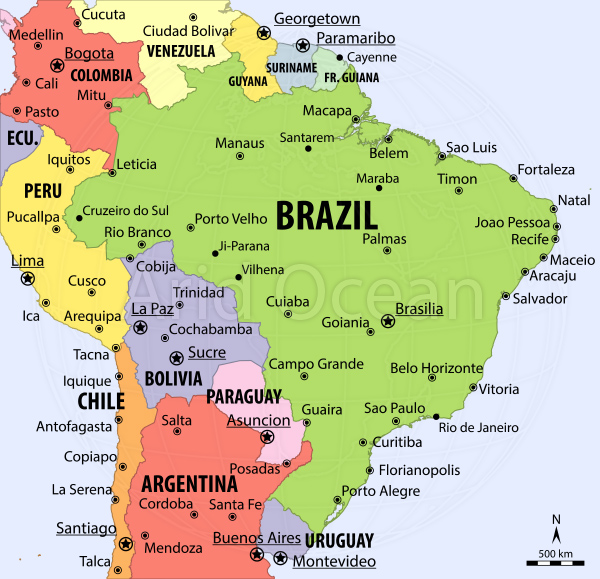 Cucuta
Georgetown
Medellin
Ciudad Bolivar
Paramaribo
Bogota
VENEZUELA
Cayenne
COLOMBIA
SURINAME
Cali
GUYANA
FR. GUIANA
Mitu
Pasto
Macapa
ECU.
Manaus
Santarem
Belem
Sao Luis
Iquitos
Leticia
Fortaleza
PERU
Maraba
Timon
Natal
Pucallpa
Cruzeiro do Sul
Porto Velho
BRAZIL
Joao Pessoa
Rio Branco
Palmas
Recife
Ji-Parana
Lima
Cobija
Vilhena
Maceio
Cusco
Aracaju
Trinidad
Arid Ocean
Ica
La Paz
Cuiaba
Brasilia
Salvador
Arequipa
Cochabamba
Goiania
Tacna
Sucre
Iquique
BOLIVIA
Campo Grande
Belo Horizonte
CHILE
PARAGUAY
Vitoria
Antofagasta
Salta
Asuncion
Guaira
Sao Paulo
Rio de Janeiro
Copiapo
Curitiba
Posadas
Florianopolis
La Serena
ARGENTINA
Porto Alegre
Cordoba
Santa Fe
Santiago
Mendoza
Buenos Aires
URUGUAY
N
Talca
Montevideo
500 km